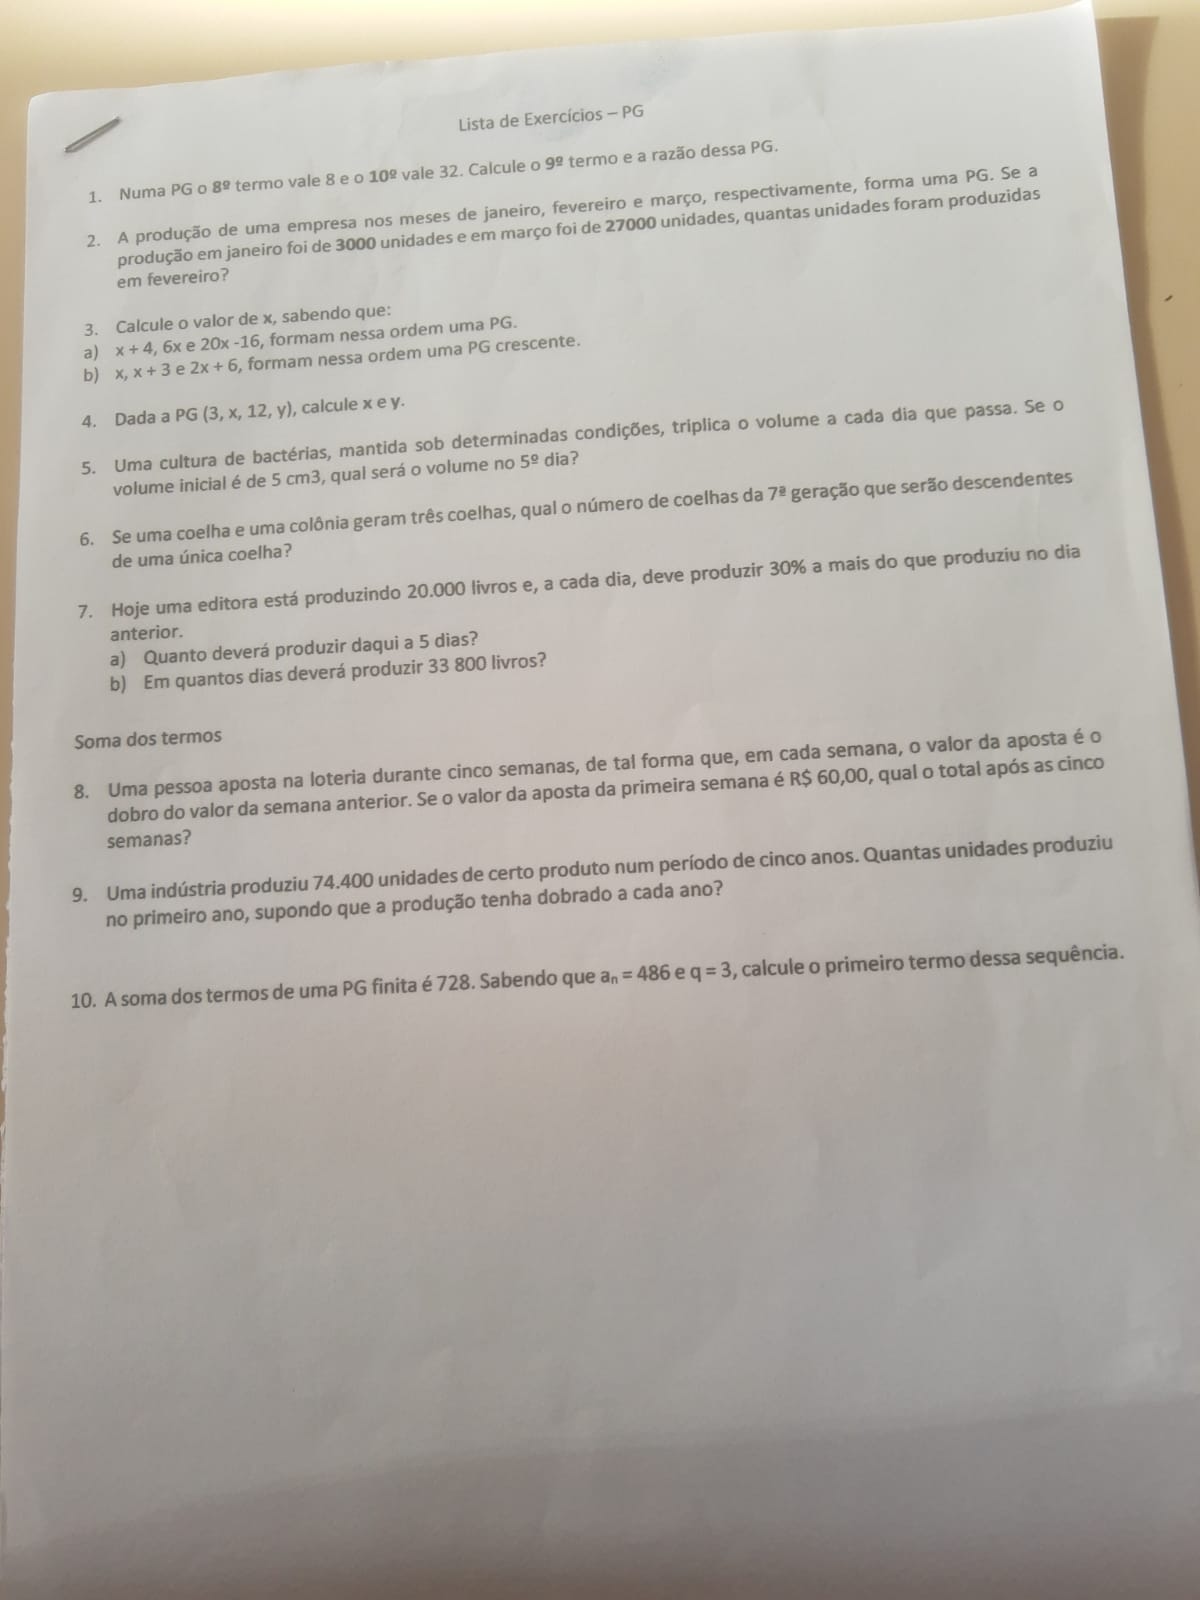 Lista de Exercícios – PG
1. Numa PG o 8º termo vale 8 e o 10º vale 32. Calcule o 9º termo e a razão dessa PG.
2. A produção de uma empresa nos meses de janeiro, fevereiro e março, respectivamente, forma uma PG. Se a
produção em janeiro foi de 3000 unidades e em março foi de 27000 unidades, quantas unidades foram produzidas
em fevereiro?
3. Calcule o valor de x, sabendo que:
a) x + 4, 6x e 20x -16, formam nessa ordem uma PG.
b) x, x + 3 e 2x + 6, formam nessa ordem uma PG crescente.
4. Dada a PG (3, x, 12, y), calcule x e y.
5. Uma cultura de bactérias, mantida sob determinadas condições, triplica o volume a cada dia que passa. Se o
volume inicial é de 5 cm3, qual será o volume no 5º dia?
6. Se uma coelha e uma colônia geram três coelhas, qual o número de coelhas da 7ª geração que serão descendentes
de uma única coelha?
7. Hoje uma editora está produzindo 20.000 livros e, a cada dia, deve produzir 30% a mais do que produziu no dia
anterior.
a) Quanto deverá produzir daqui a 5 dias?
b) Em quantos dias deverá produzir 33 800 livros?
Soma dos termos
8. Uma pessoa aposta na loteria durante cinco semanas, de tal forma que, em cada semana, o valor da aposta é o
dobro do valor da semana anterior. Se o valor da aposta da primeira semana é R$ 60,00, qual o total após as cinco
semanas?
9. Uma indústria produziu 74.400 unidades de certo produto num período de cinco anos. Quantas unidades produziu
no primeiro ano, supondo que a produção tenha dobrado a cada ano?
10. A soma dos termos de uma PG finita é 728. Sabendo que aₙ = 486 e q = 3, calcule o primeiro termo dessa sequência.